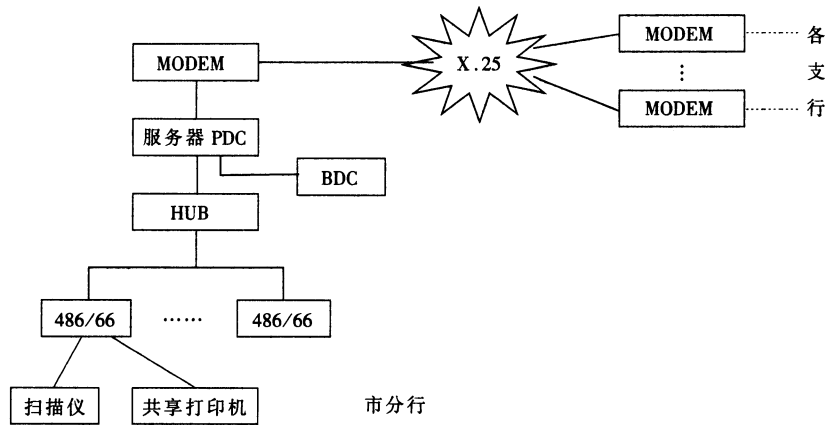 MODEM
X.25
MODEM
⋮
MODEM
各
支
行
服务器 PDC
BDC
HUB
486/66
……
486/66
扫描仪
共享打印机
市分行